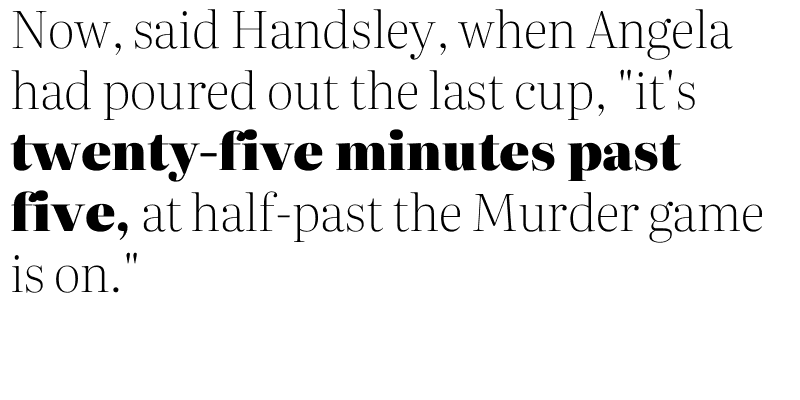 Now, said Handsley, when Angela
had poured out the last cup, "it's
twenty-five minutes past
five, at half-past the Murder game
is on."